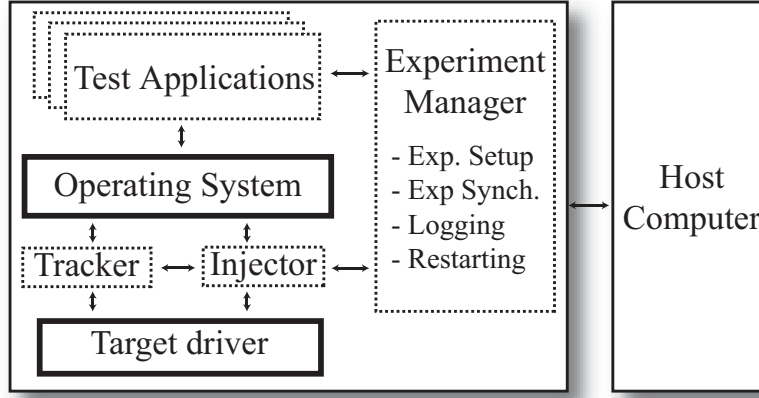 Test Applications
Operating System
Tracker
Injector
Target driver
Experiment
Manager
- Exp. Setup
- Exp Synch.
- Logging
- Restarting
Host
Computer